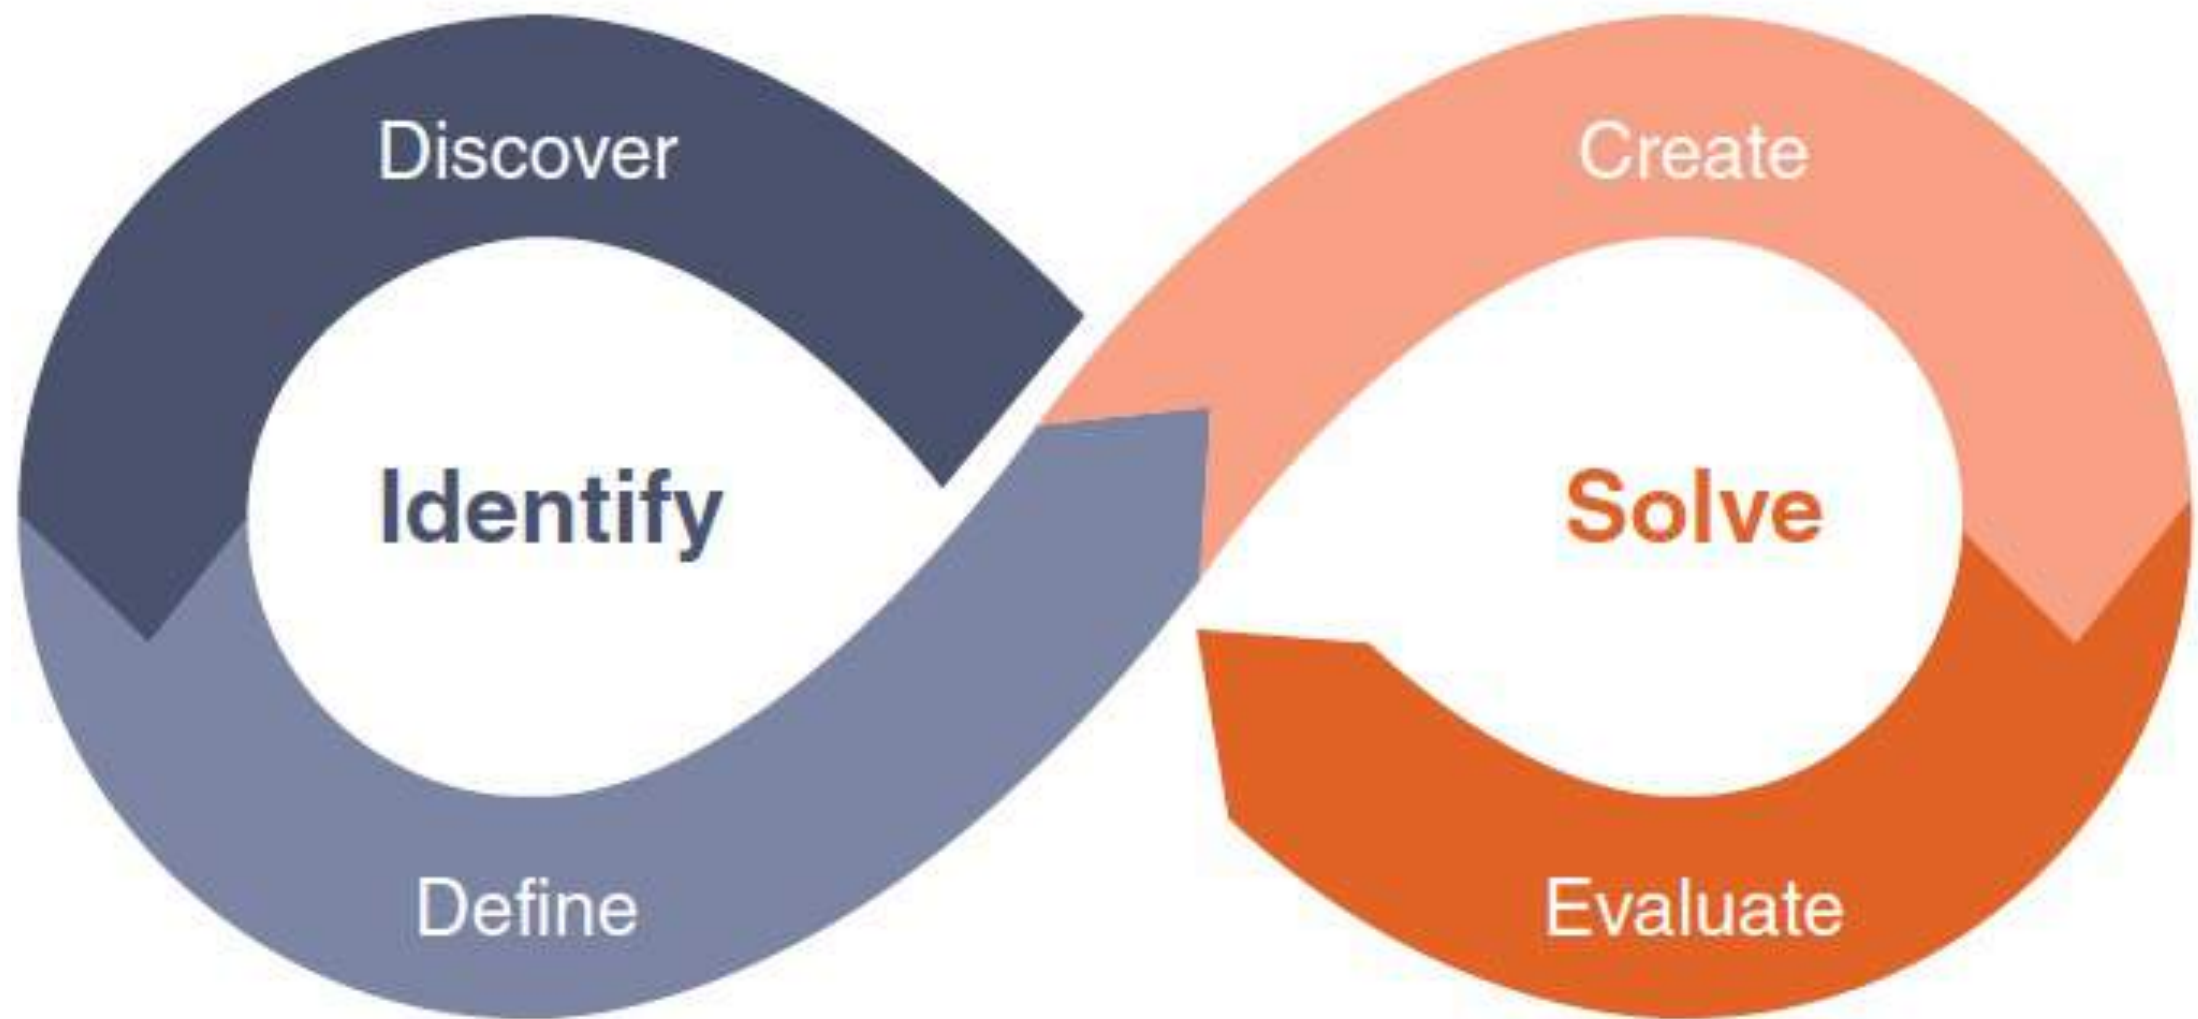 Discover
Create
Identify
Solve
Define
Evaluate